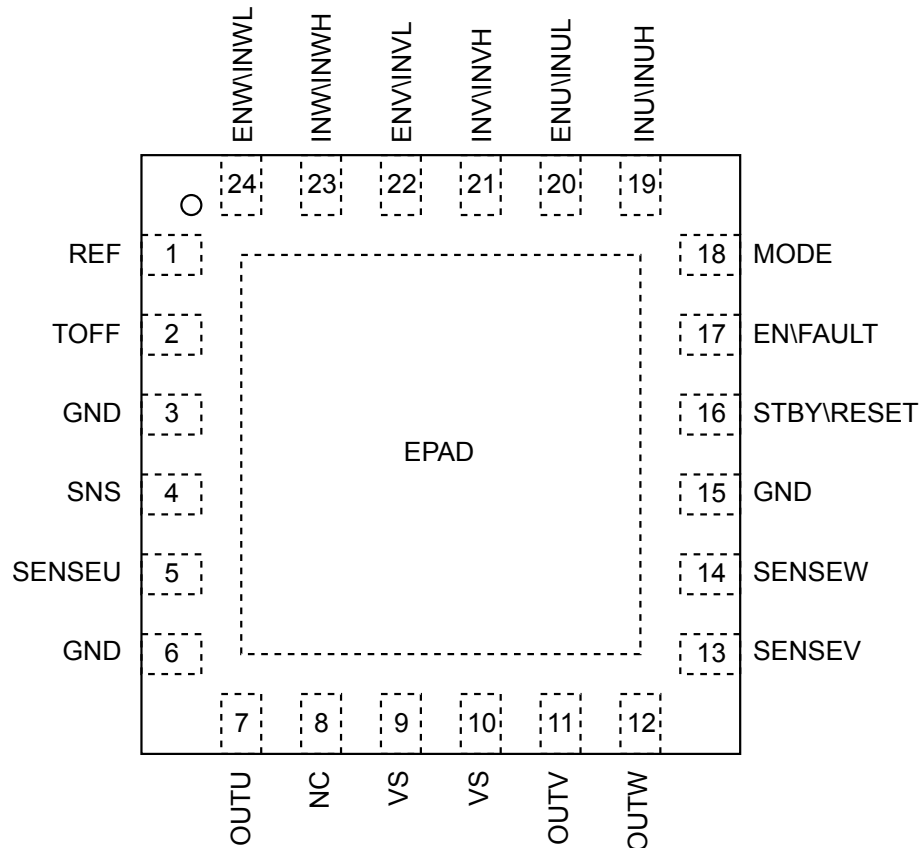 ENW\INWL
INW\INWH
ENV\INVL
INV\INVH
ENU\INUL
INU\INUH
24
23
22
21
20
19
REF 1
18 MODE
TOFF 2
17 EN\FAULT
GND 3
16 STBY\RESET
EPAD
SNS 4
15 GND
SENSEU 5
14 SENSEW
GND 6
13 SENSEV
7
8
9
10
11
12
OUTU
NC
VS
VS
OUTV
OUTW